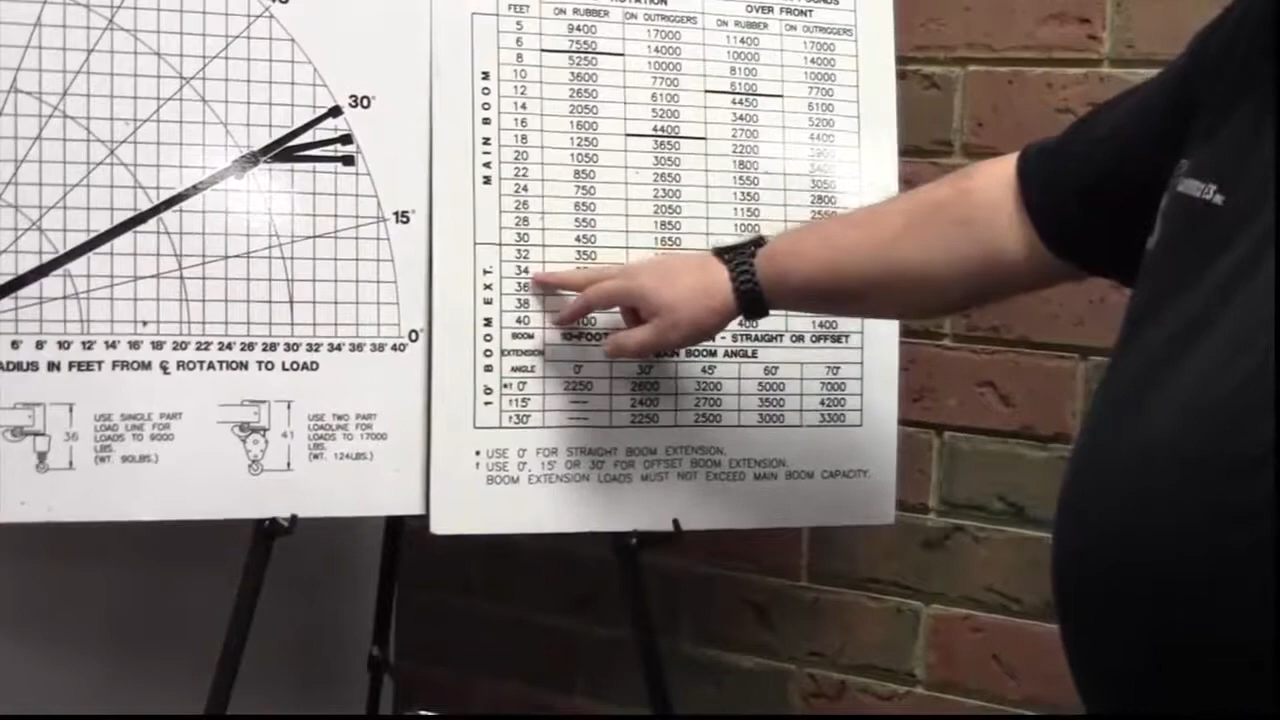 30°
15°
0°
6' 8' 10' 12' 14' 16' 18' 20' 22' 24' 26' 28' 30' 32' 34' 36' 38' 40'
RADIUS IN FEET FROM ℄ ROTATION TO LOAD
36
USE SINGLE PART
LOAD LINE FOR
LOADS TO 9000
LBS.
(WT. 90LBS.)
41
USE TWO PART
LOADLINE FOR
LOADS TO 17000
LBS.
(WT. 124LBS.)
ROTATION
OVER FRONT
FEET ON RUBBER ON OUTRIGGERS ON RUBBER ON OUTRIGGERS
MAIN BOOM
5 9400 17000 11400 17000
6 7550 14000 10000 14000
8 5250 10000 8100 10000
10 3600 7700 6100 7700
12 2650 6100 4450 6100
14 2050 5200 3400 5200
16 1600 4400 2700 4400
18 1250 3650 2200
20 1050 3050 1800
22 850 2650 1550 3050
24 750 2300 1350 2800
26 650 2050 1150 2550
28 550 1850 1000
30 450 1650
10' BOOM EXT.
32 350
34
36
38
40 100 400 1400
BOOM EXTENSION ANGLE
10-FOOT - STRAIGHT OR OFFSET
MAIN BOOM ANGLE
0° 30° 45° 60° 70°
*† 0° 2250 2600 3200 5000 7000
†15° ---- 2400 2700 3500 4200
†30° ---- 2250 2500 3000 3300
* USE 0° FOR STRAIGHT BOOM EXTENSION.
† USE 0°, 15° OR 30° FOR OFFSET BOOM EXTENSION.
BOOM EXTENSION LOADS MUST NOT EXCEED MAIN BOOM CAPACITY.